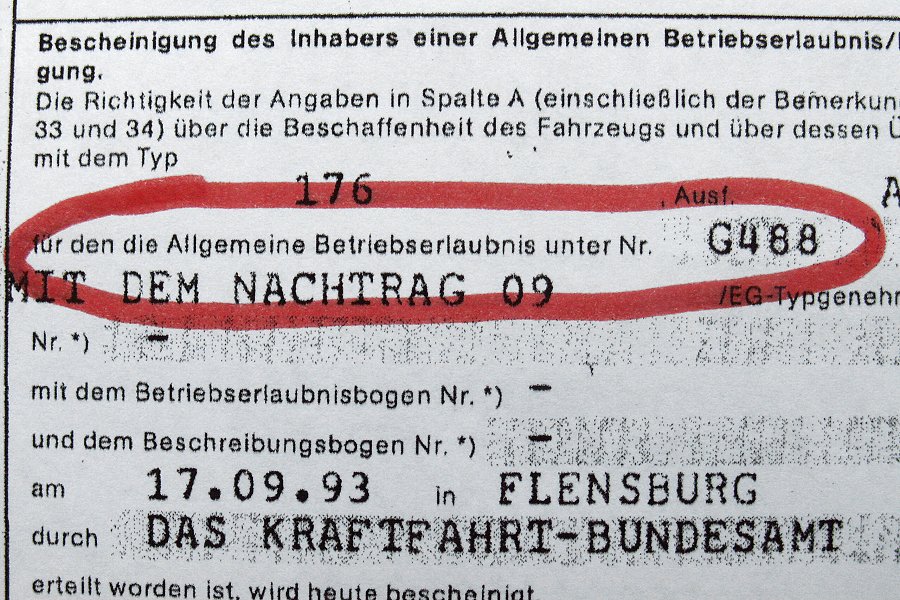 Bescheinigung des Inhabers einer Allgemeinen Betriebserlaubnis/
gung.
Die Richtigkeit der Angaben in Spalte A (einschließlich der Bemerkun
33 und 34) über die Beschaffenheit des Fahrzeugs und über dessen Ü
mit dem Typ
176 , Ausf. A
für den die Allgemeine Betriebserlaubnis unter Nr. G488
MIT DEM NACHTRAG 09 /EG-Typgenehr
Nr. *) –
mit dem Betriebserlaubnisbogen Nr. *) –
und dem Beschreibungsbogen Nr. *) –
am 17.09.93 in FLENSBURG
durch DAS KRAFTFAHRT-BUNDESAMT
erteilt worden ist, wird heute bescheinigt.